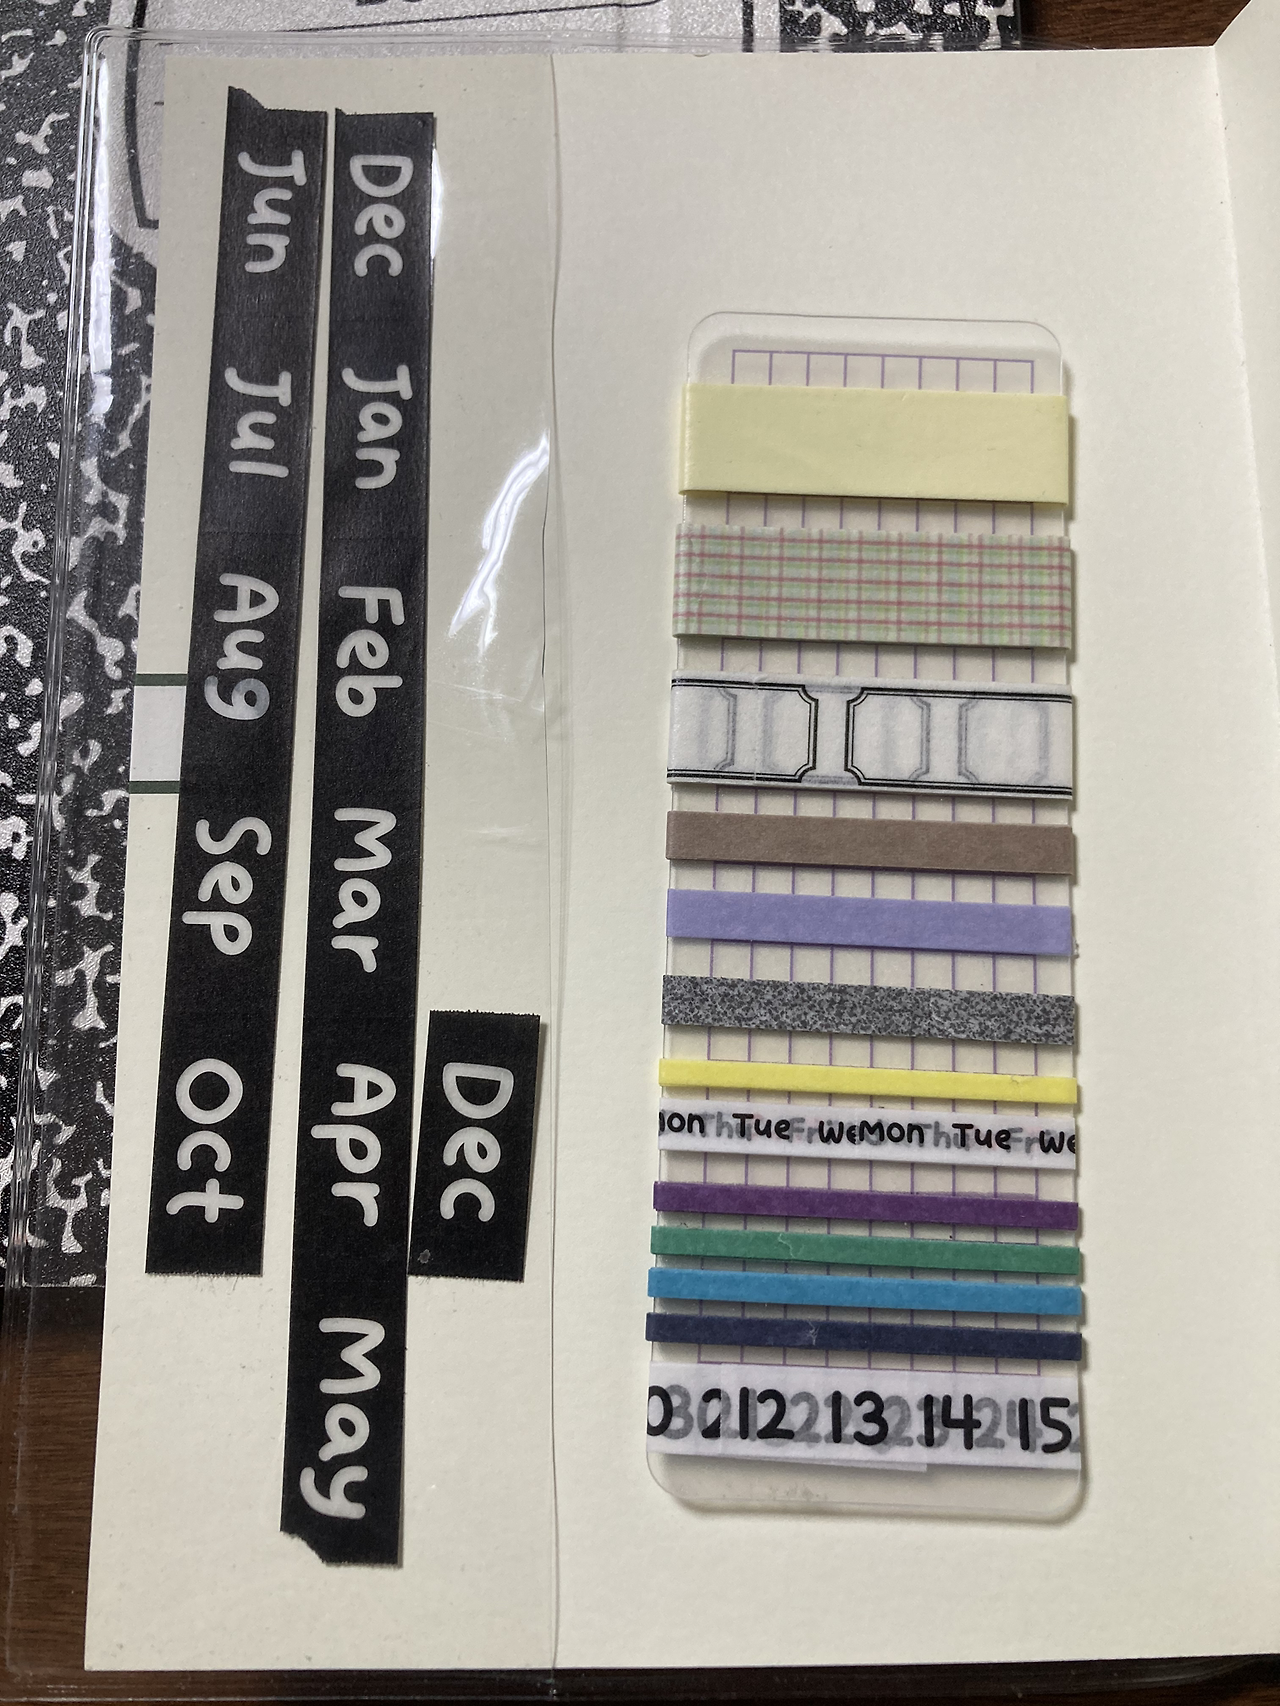 Dec Jan Feb Mar Apr May
Jun Jul Aug Sep Oct
Dec
Mon Tue We Mon Tue We
12 13 14 15